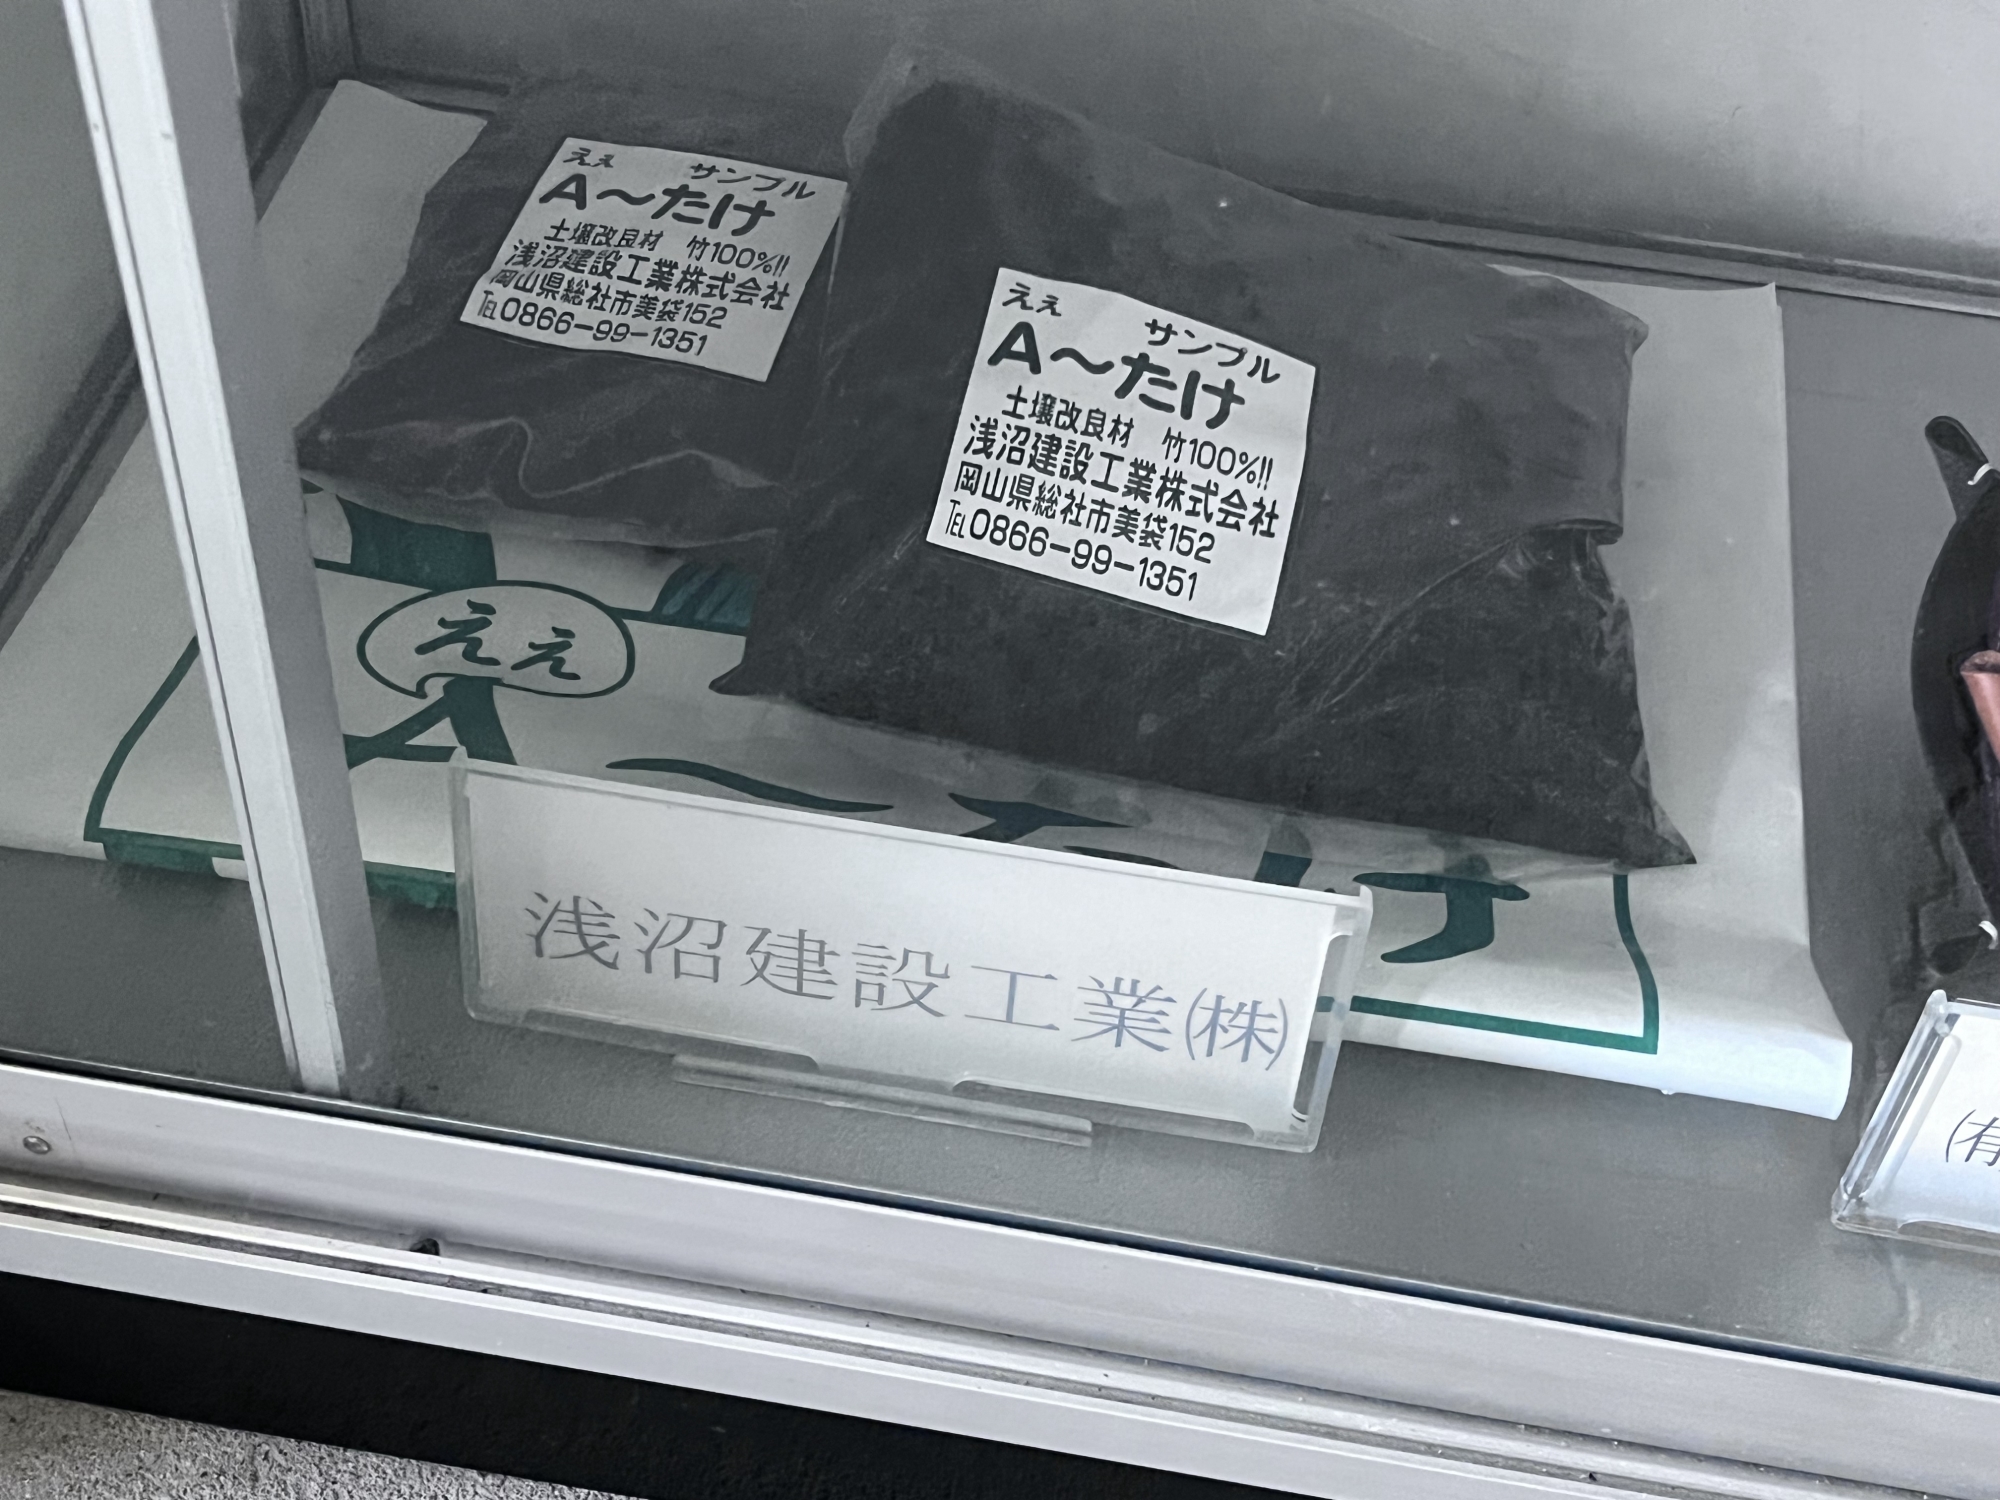 ええ サンプル
A～たけ
土壌改良材 竹100%!!
浅沼建設工業株式会社
岡山県総社市美袋152
TEL0866-99-1351
ええ サンプル
A～たけ
土壌改良材 竹100%!!
浅沼建設工業株式会社
岡山県総社市美袋152
TEL0866-99-1351
ええ
A～たけ
浅沼建設工業㈱
(有